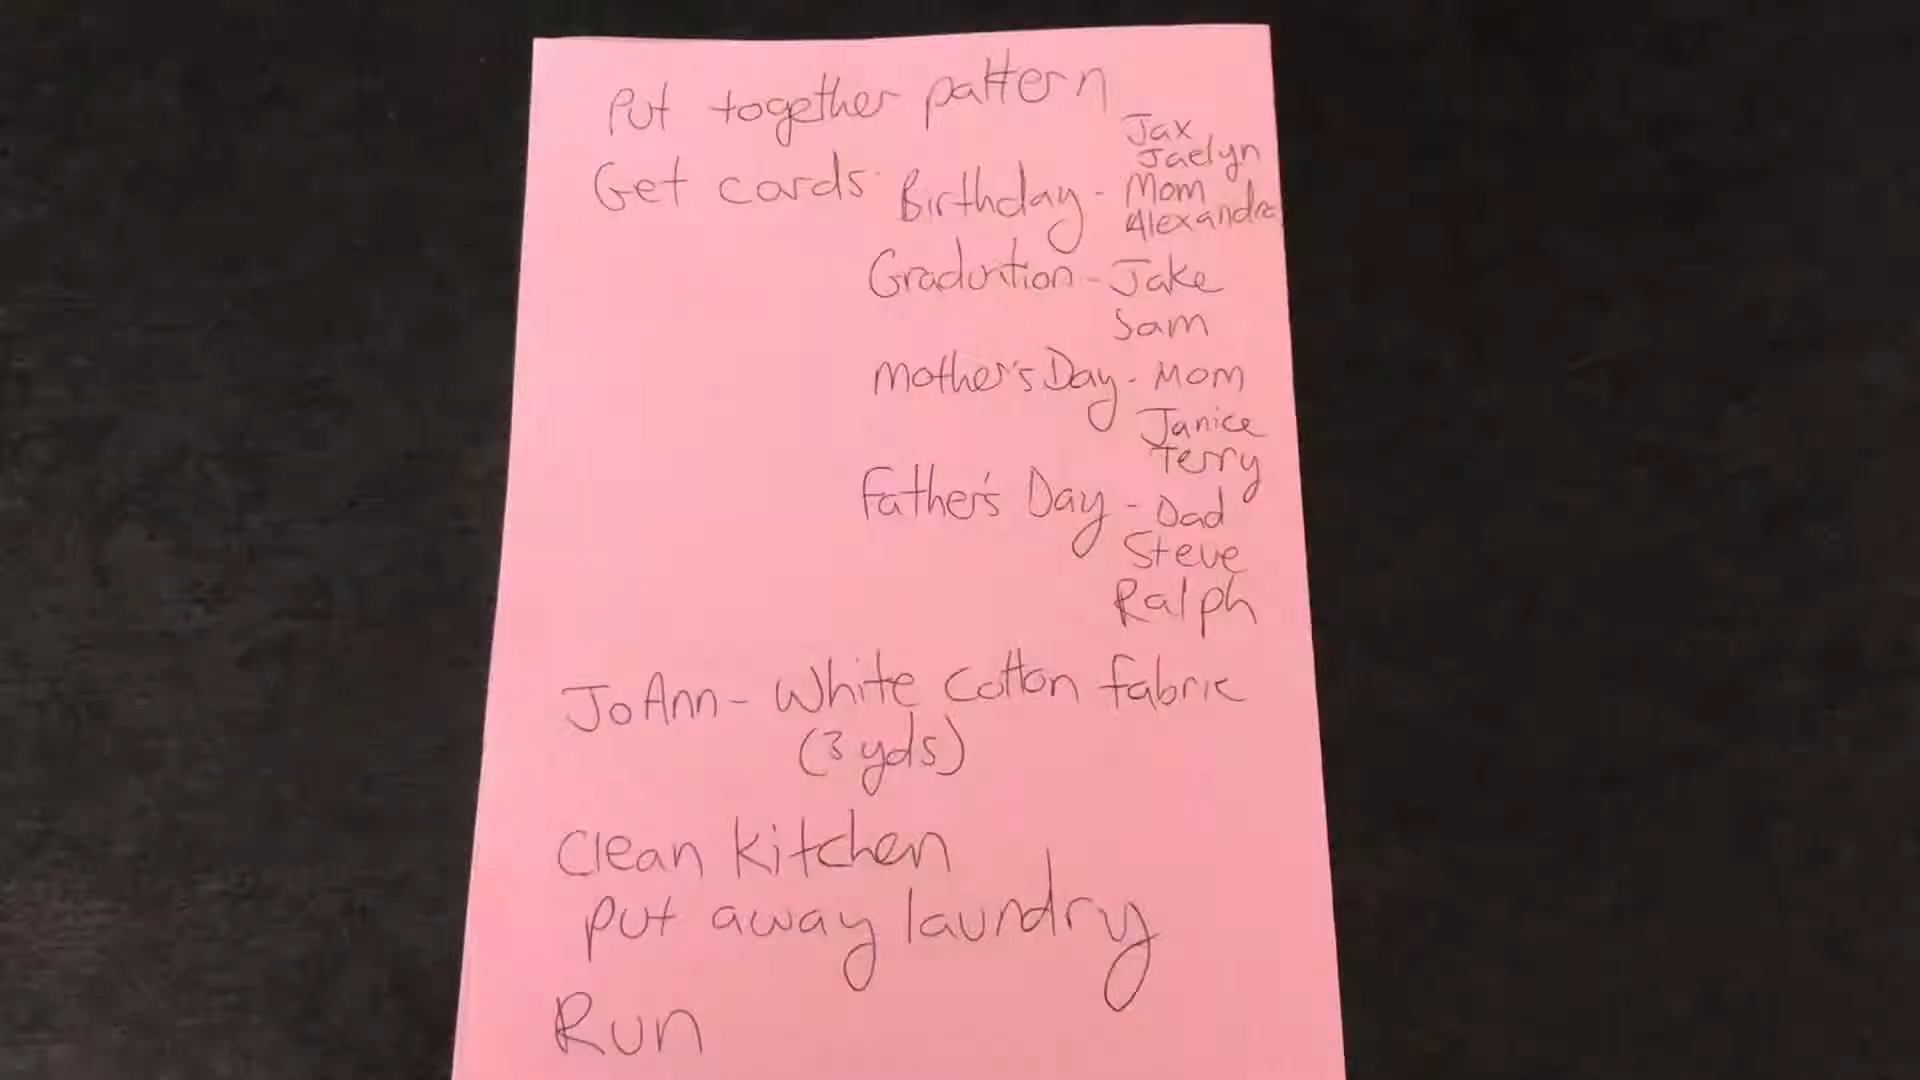 Put together pattern
Jax
Jaelyn
Get cards Birthday - Mom
Alexandra
Graduation - Jake
Sam
Mother's Day - Mom
Janice
Terry
Father's Day - Dad
Steve
Ralph
JoAnn - White cotton fabric
(3 yds)
Clean kitchen
Put away laundry
Run